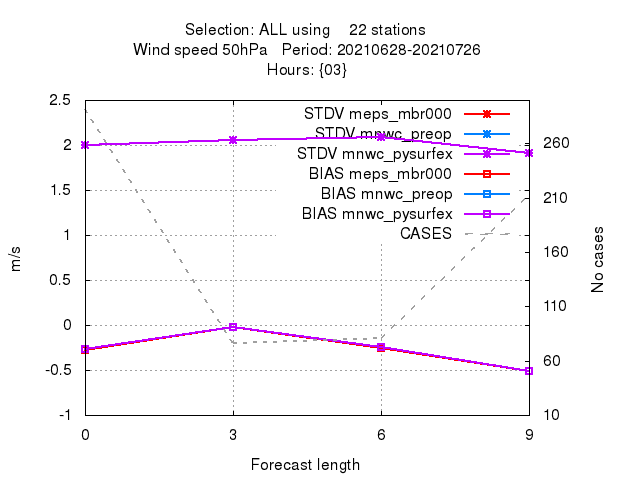 Selection: ALL using 22 stations
Wind speed 50hPa Period: 20210628-20210726
Hours: {03}
STDV meps_mbr000
STDV mnwc_preop
STDV mnwc_pysurfex
BIAS meps_mbr000
BIAS mnwc_preop
BIAS mnwc_pysurfex
CASES
2.5
2
1.5
1
0.5
0
-0.5
-1
m/s
260
210
160
110
60
10
No cases
0 3 6 9
Forecast length